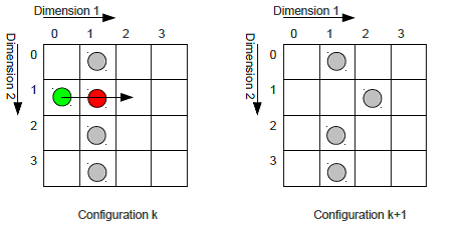 Dimension 1
0 1 2 3
Dimension 2
0
1
2
3
Configuration k
Dimension 1
0 1 2 3
Dimension 2
0
1
2
3
Configuration k+1